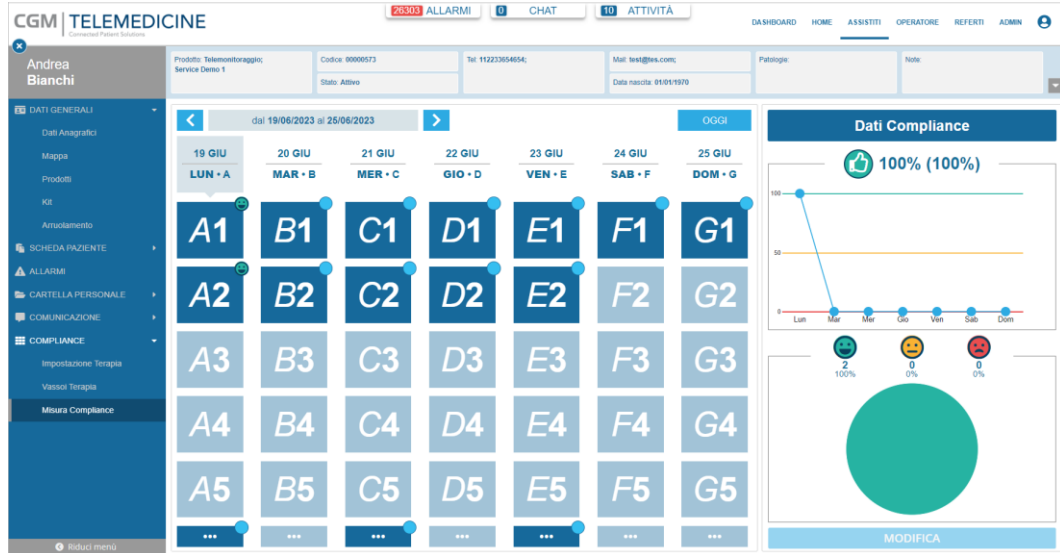 CGM TELEMEDICINE
Connected Patient Solutions
26303 ALLARMI
0 CHAT
10 ATTIVITÀ
DASHBOARD HOME ASSISTITI OPERATORE REFERTI ADMIN
Andrea
Bianchi
Prodotto: Telemonitoraggio;
Service Demo 1
Codice: 00000573
Stato: Attivo
Tel: 112233654654;
Mail: test@tes.com;
Data nascita: 01/01/1970
Patologie:
Note:
DATI GENERALI
Dati Anagrafici
Mappa
Prodotti
Kit
Arruolamento
SCHEDA PAZIENTE
ALLARMI
CARTELLA PERSONALE
COMUNICAZIONE
COMPLIANCE
Impostazione Terapia
Vassoi Terapia
Misura Compliance
Riduci menù
dal 19/06/2023 al 25/06/2023
OGGI
19 GIU 20 GIU 21 GIU 22 GIU 23 GIU 24 GIU 25 GIU
LUN • A MAR • B MER • C GIO • D VEN • E SAB • F DOM • G
A1 B1 C1 D1 E1 F1 G1
A2 B2 C2 D2 E2 F2 G2
A3 B3 C3 D3 E3 F3 G3
A4 B4 C4 D4 E4 F4 G4
A5 B5 C5 D5 E5 F5 G5
••• ••• ••• ••• ••• ••• •••
Dati Compliance
100% (100%)
100
50
0
Lun Mar Mer Gio Ven Sab Dom
2 0 0
100% 0% 0%
MODIFICA